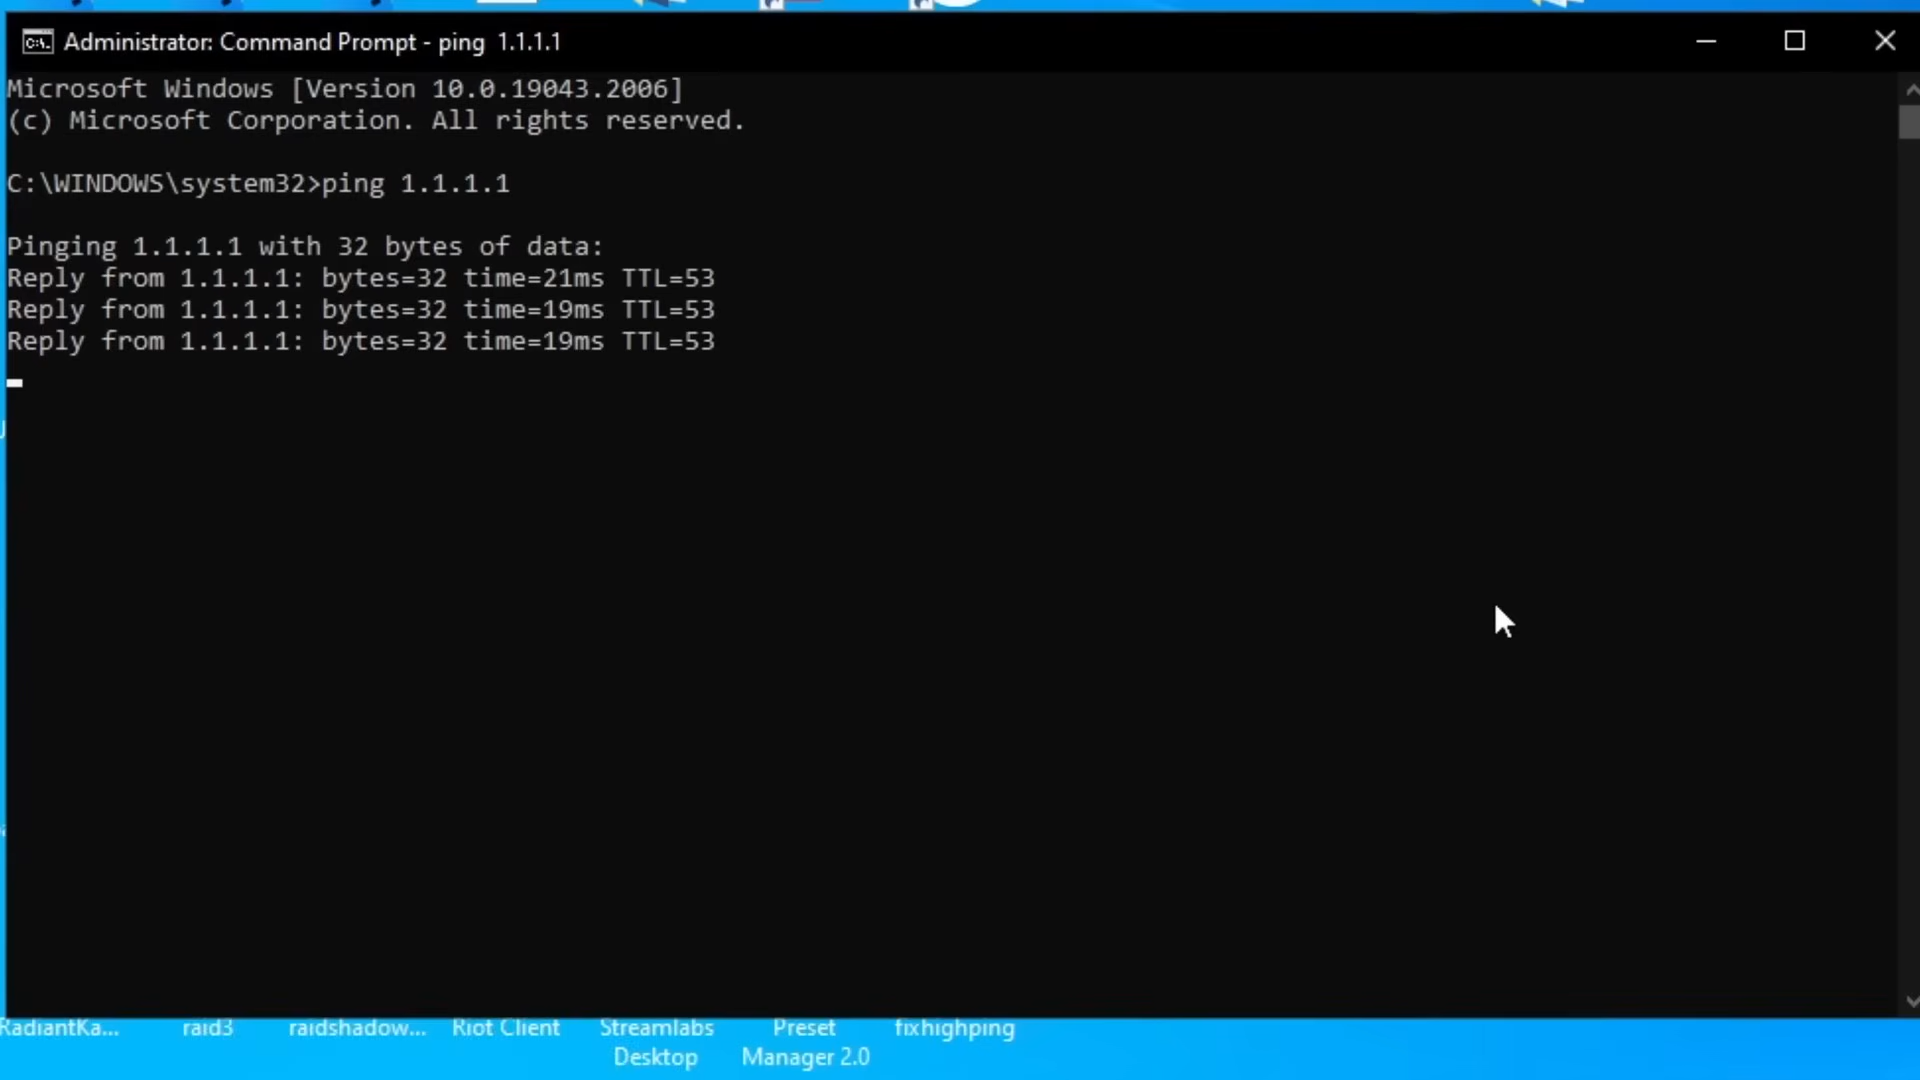 Administrator: Command Prompt - ping 1.1.1.1
Microsoft Windows [Version 10.0.19043.2006]
(c) Microsoft Corporation. All rights reserved.
C:\WINDOWS\system32>ping 1.1.1.1
Pinging 1.1.1.1 with 32 bytes of data:
Reply from 1.1.1.1: bytes=32 time=21ms TTL=53
Reply from 1.1.1.1: bytes=32 time=19ms TTL=53
Reply from 1.1.1.1: bytes=32 time=19ms TTL=53
RadiantKa... raid3 raidshadow... Riot Client Streamlabs Preset fixhighping
Desktop Manager 2.0